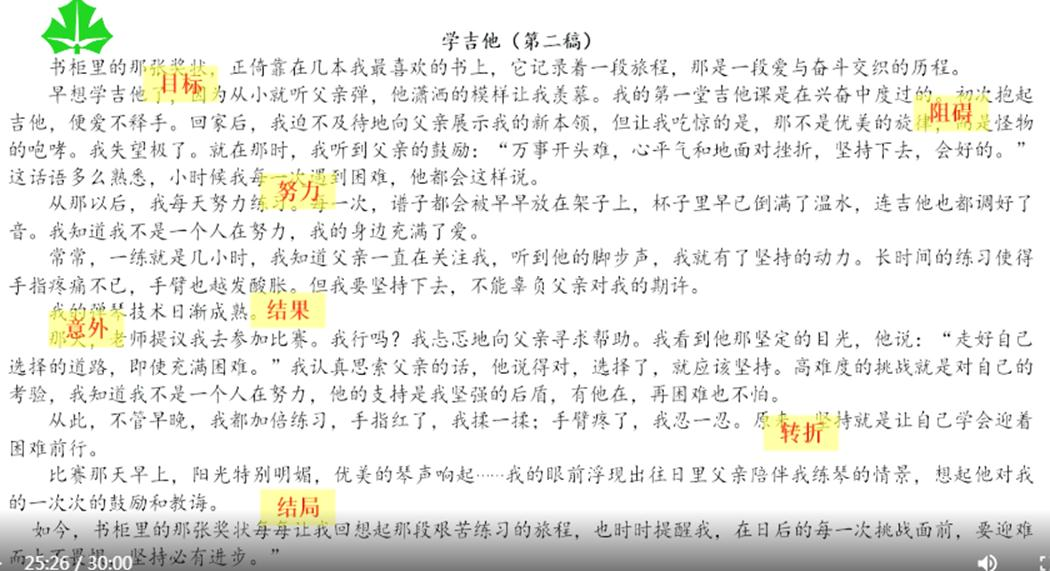 学吉他（第二稿）
书柜里的那张奖状，正倚靠在几本我最喜欢的书上，它记录着一段旅程，那是一段爱与奋斗交织的历程。
目标
早想学吉他了，因为从小就听父亲弹，他潇洒的模样让我羡慕。我的第一堂吉他课是在兴奋中度过的。初次抱起
阻碍
吉他，便爱不释手。回家后，我迫不及待地向父亲展示我的新本领，但让我吃惊的是，那不是优美的旋律，而是怪物
的咆哮。我失望极了。就在那时，我听到父亲的鼓励：“万事开头难，心平气和地面对挫折，坚持下去，会好的。”
这话语多么熟悉，小时候我每一次遇到困难，他都会这样说。
努力
从那以后，我每天努力练习。每一次，谱子都会被早早放在架子上，杯子里早已倒满了温水，连吉他也都调好了
音。我知道我不是一个人在努力，我的身边充满了爱。
常常，一练就是几小时，我知道父亲一直在关注我，听到他的脚步声，我就有了坚持的动力。长时间的练习使得
手指疼痛不已，手臂也越发酸胀。但我要坚持下去，不能辜负父亲对我的期许。
我的弹琴技术日渐成熟。
结果
意外
那天，老师提议我去参加比赛。我行吗？我忐忑地向父亲寻求帮助。我看到他那坚定的目光，他说：“走好自己
选择的道路，即使充满困难。”我认真思索父亲的话，他说得对，选择了，就应该坚持。高难度的挑战就是对自己的
考验，我知道我不是一个人在努力，他的支持是我坚强的后盾，有他在，再困难也不怕。
从此，不管早晚，我都加倍练习，手指红了，我揉一揉；手臂疼了，我忍一忍。原来，坚持就是让自己学会迎着
转折
困难前行。
比赛那天早上，阳光特别明媚，优美的琴声响起……我的眼前浮现出往日里父亲陪伴我练琴的情景，想起他对我
的一次次的鼓励和教诲。
结局
如今，书柜里的那张奖状每每让我回想起那段艰苦练习的旅程，也时时提醒我，在日后的每一次挑战面前，要迎难
而上不畏惧，坚持必有进步。”
25:26 / 30:00